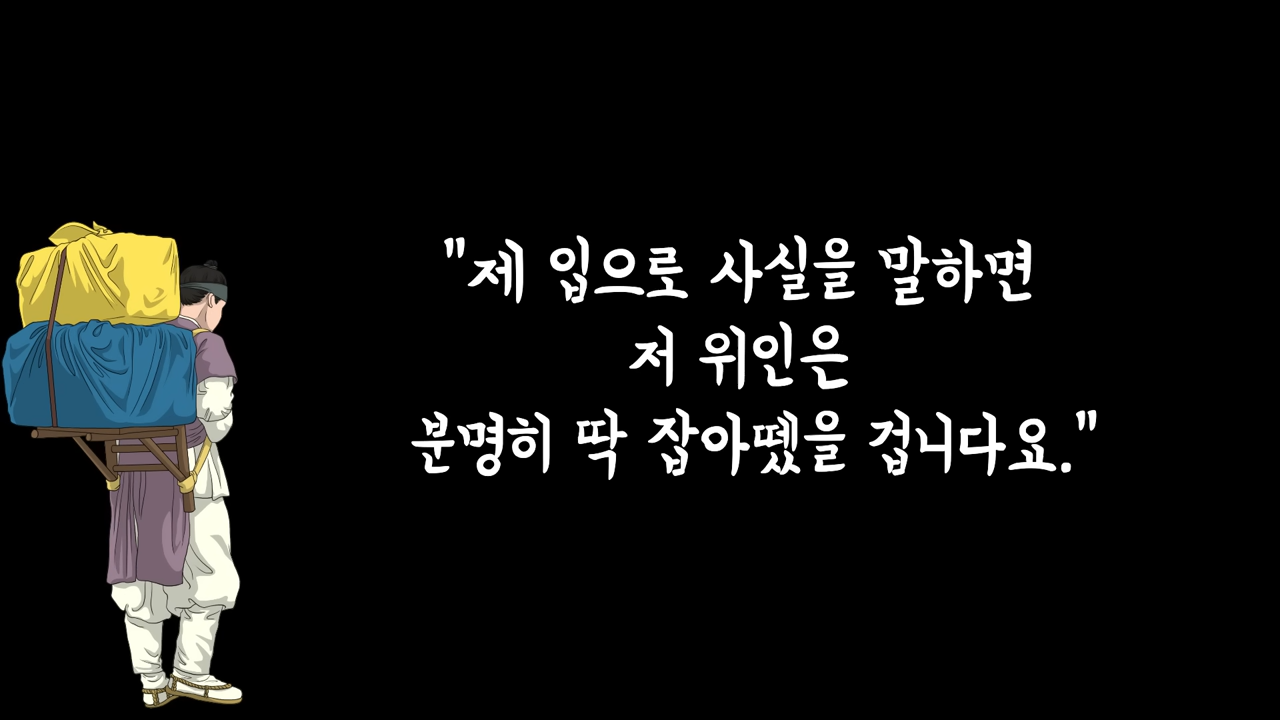 "제 입으로 사실을 말하면
저 위인은
분명히 딱 잡아뗐을 겁니다요."